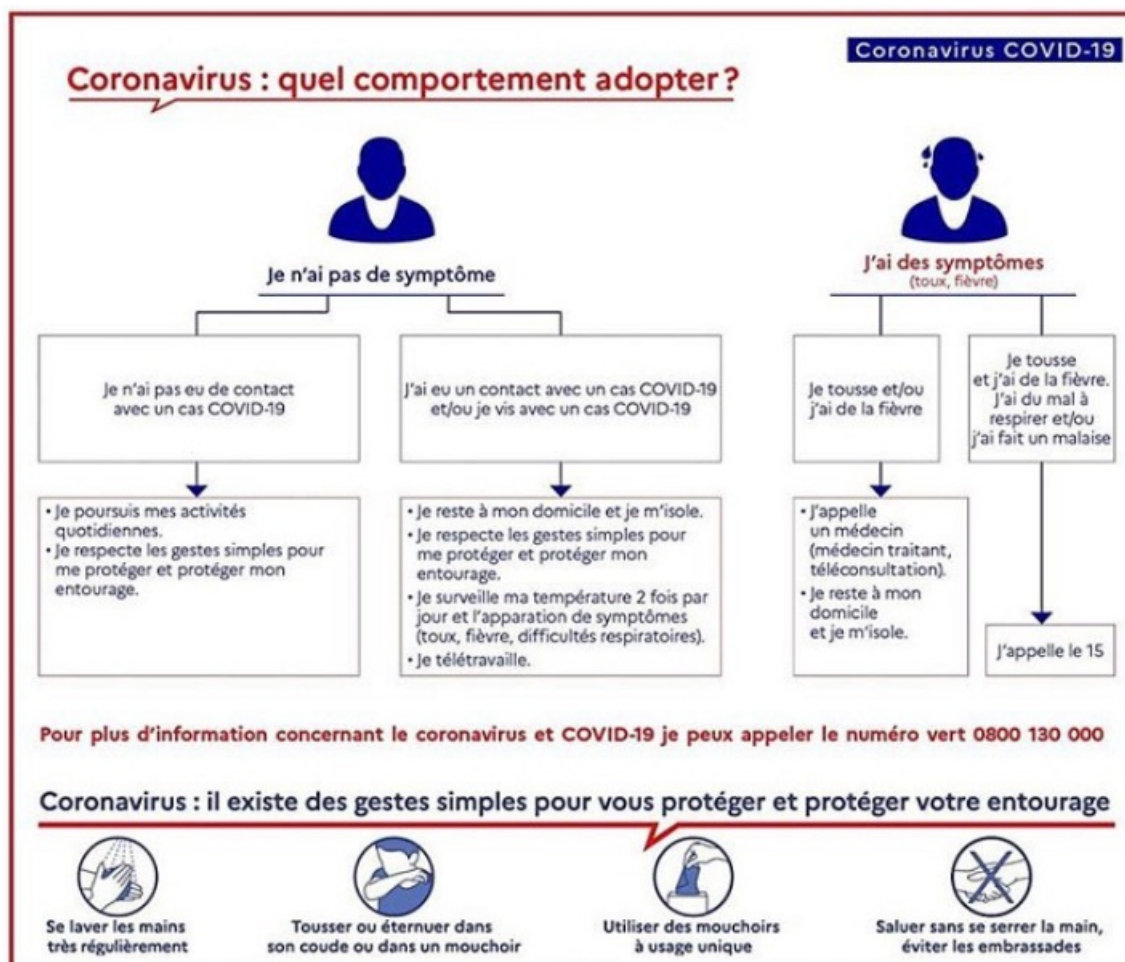 Coronavirus COVID-19
Coronavirus : quel comportement adopter ?
Je n'ai pas de symptôme
J'ai des symptômes
(toux, fièvre)
Je n'ai pas eu de contact
avec un cas COVID-19
J'ai eu un contact avec un cas COVID-19
et/ou je vis avec un cas COVID-19
Je tousse et/ou
j'ai de la fièvre
Je tousse
et j'ai de la fièvre.
J'ai du mal à
respirer et/ou
j'ai fait un malaise
• Je poursuis mes activités
quotidiennes.
• Je respecte les gestes simples pour
me protéger et protéger mon
entourage.
• Je reste à mon domicile et je m'isole.
• Je respecte les gestes simples pour
me protéger et protéger mon
entourage.
• Je surveille ma température 2 fois par
jour et l'apparation de symptômes
(toux, fièvre, difficultés respiratoires).
• Je télétravaille.
• J'appelle
un médecin
(médecin traitant,
téléconsultation).
• Je reste à mon
domicile
et je m'isole.
J'appelle le 15
Pour plus d'information concernant le coronavirus et COVID-19 je peux appeler le numéro vert 0800 130 000
Coronavirus : il existe des gestes simples pour vous protéger et protéger votre entourage
Se laver les mains
très régulièrement
Tousser ou éternuer dans
son coude ou dans un mouchoir
Utiliser des mouchoirs
à usage unique
Saluer sans se serrer la main,
éviter les embrassades